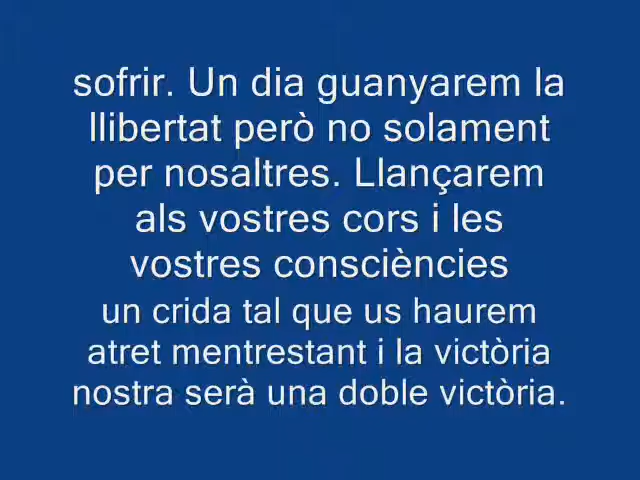 sofrir. Un dia guanyarem la
llibertat però no solament
per nosaltres. Llançarem
als vostres cors i les
vostres consciències
un crida tal que us haurem
atret mentrestant i la victòria
nostra serà una doble victòria.